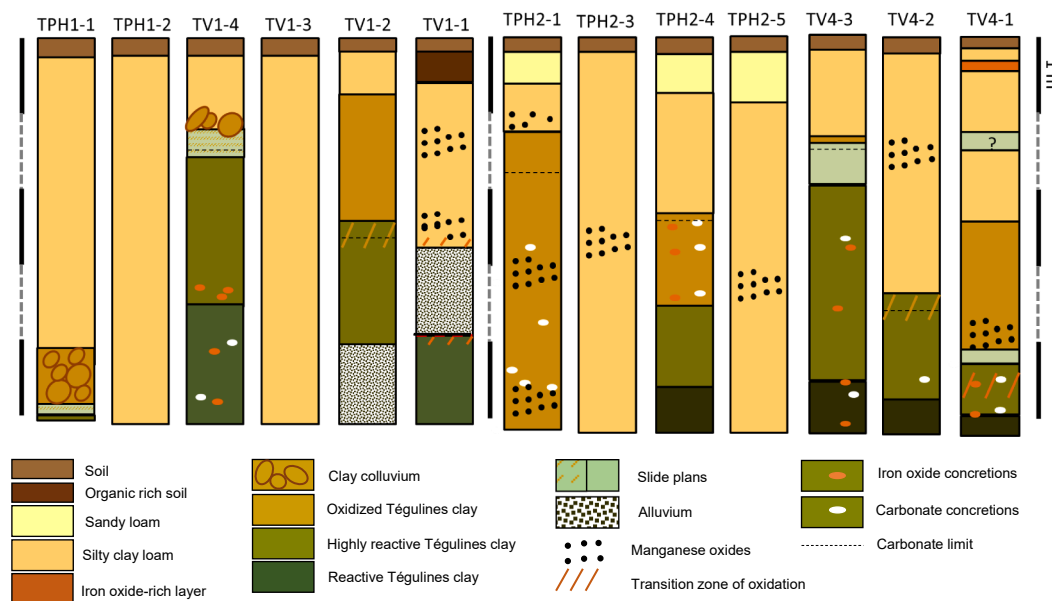 TPH1-1 TPH1-2 TV1-4 TV1-3 TV1-2 TV1-1 TPH2-1 TPH2-3 TPH2-4 TPH2-5 TV4-3 TV4-2 TV4-1
1m
?
Soil
Organic rich soil
Sandy loam
Silty clay loam
Iron oxide-rich layer
Clay colluvium
Oxidized Tégulines clay
Highly reactive Tégulines clay
Reactive Tégulines clay
Slide plans
Alluvium
Manganese oxides
Transition zone of oxidation
Iron oxide concretions
Carbonate concretions
Carbonate limit